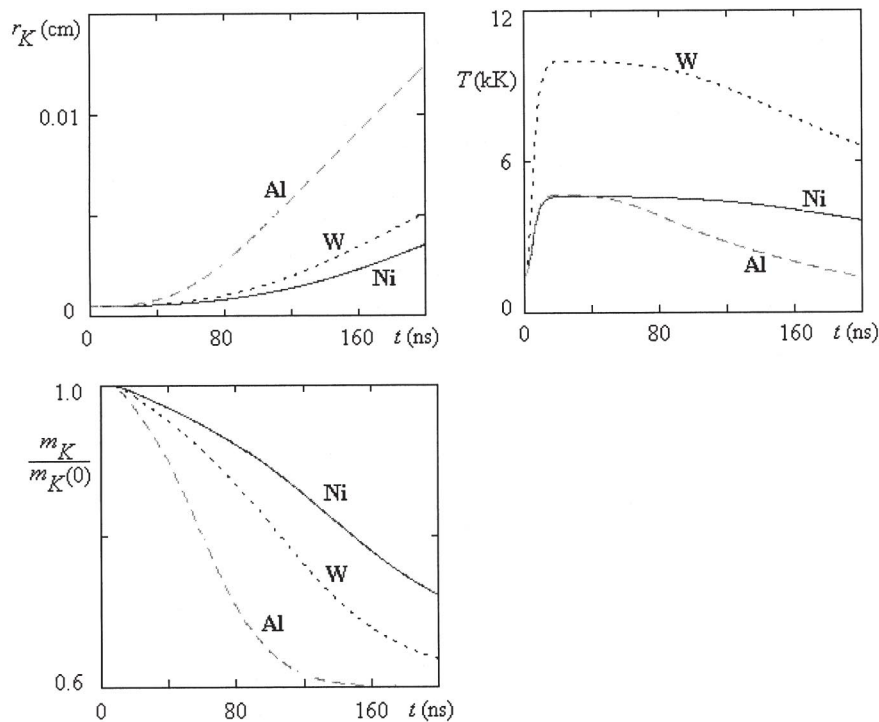 r_K (cm)
0.01
0
Al
W
Ni
0
80
160
t (ns)
12
T (kK)
6
0
W
Ni
Al
0
80
160
t (ns)
1.0
m_K
m_K(0)
0.6
Ni
W
Al
0
80
160
t (ns)